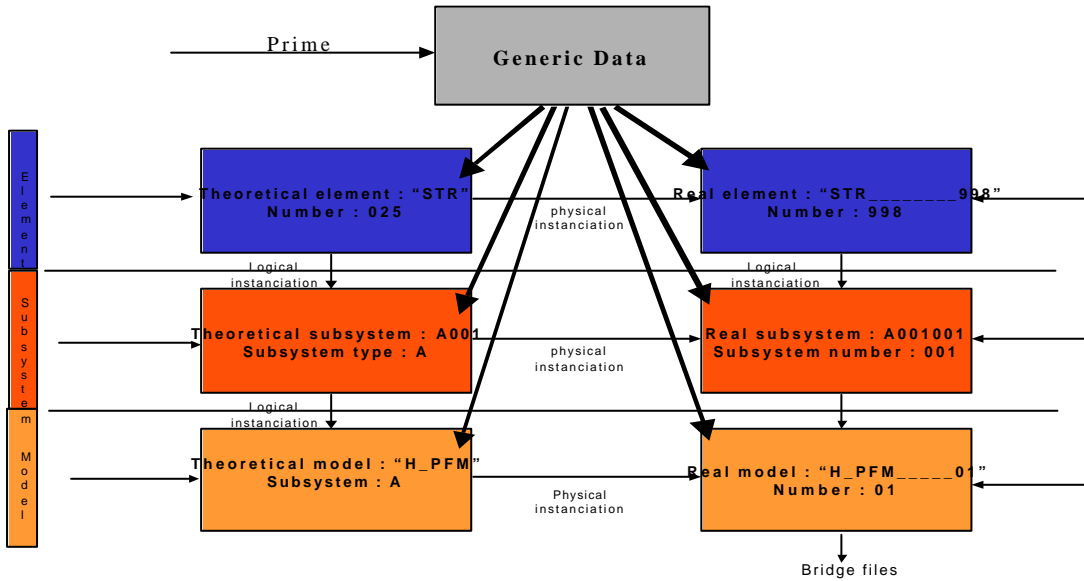 Prime
Generic Data
Element
Theoretical element : “STR”
Number : 025
physical
instanciation
Real element : “STR________998”
Number : 998
Logical
instanciation
Logical
instanciation
Subsystem
Theoretical subsystem : A001
Subsystem type : A
physical
instanciation
Real subsystem : A001001
Subsystem number : 001
Logical
instanciation
Model
Theoretical model : “H_PFM”
Subsystem : A
Physical
instanciation
Real model : “H_PFM_____01”
Number : 01
Bridge files